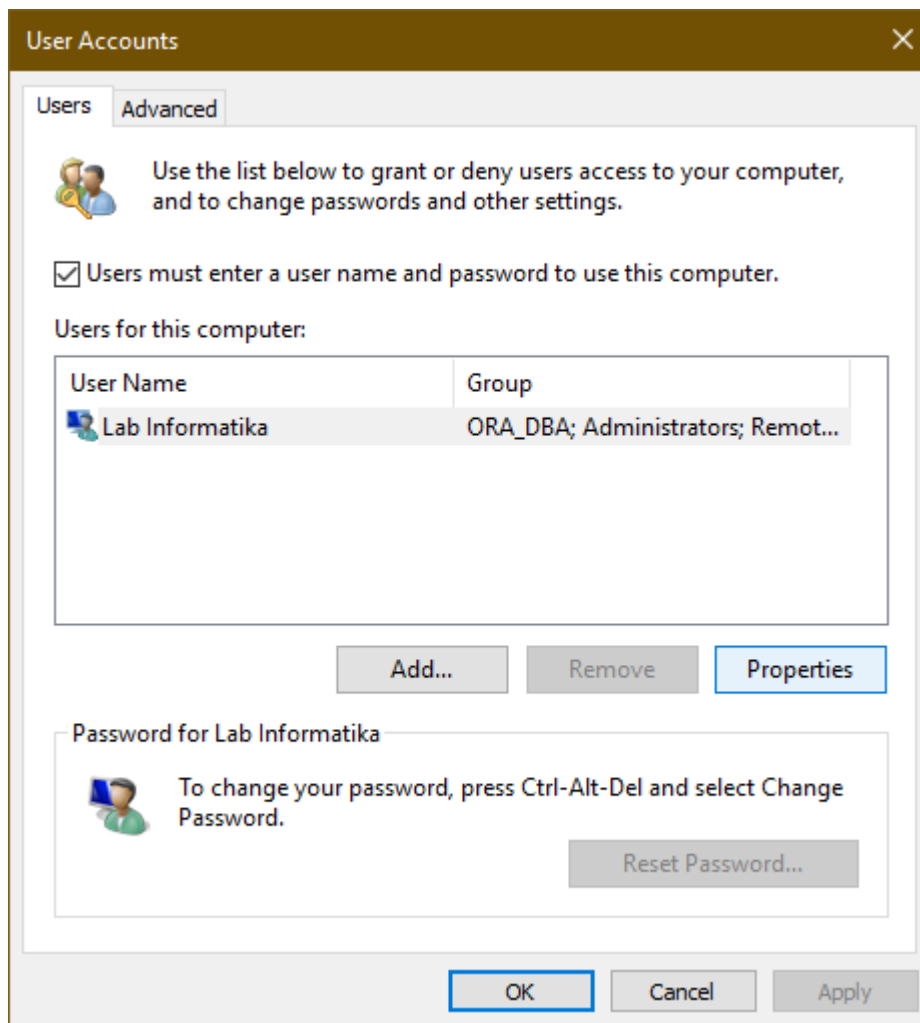 User Accounts
Users
Advanced
Use the list below to grant or deny users access to your computer,
and to change passwords and other settings.
Users must enter a user name and password to use this computer.
Users for this computer:
User Name Group
Lab Informatika ORA_DBA; Administrators; Remot...
Add... Remove Properties
Password for Lab Informatika
To change your password, press Ctrl-Alt-Del and select Change
Password.
Reset Password...
OK Cancel Apply